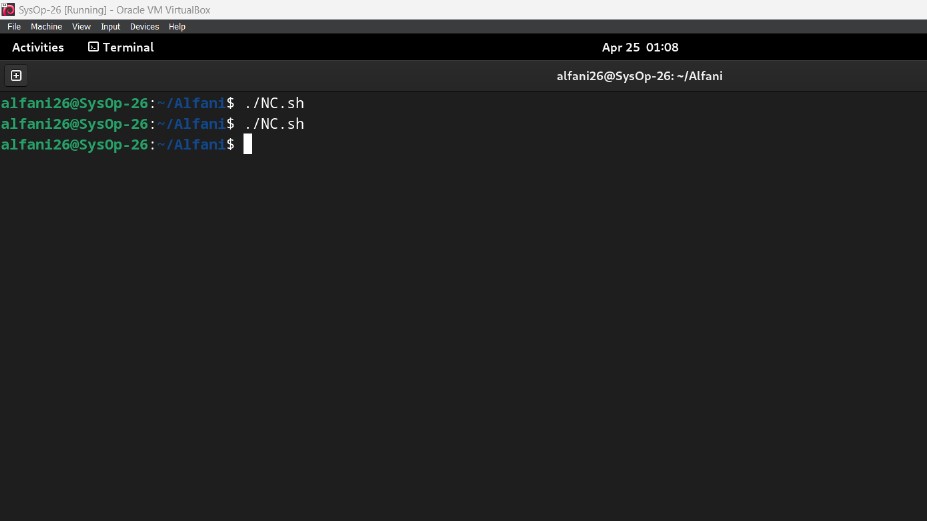 SysOp-26 [Running] - Oracle VM VirtualBox
File Machine View Input Devices Help
Activities Terminal Apr 25 01:08
alfani26@SysOp-26: ~/Alfani
alfani26@SysOp-26:~/Alfani$ ./NC.sh
alfani26@SysOp-26:~/Alfani$ ./NC.sh
alfani26@SysOp-26:~/Alfani$